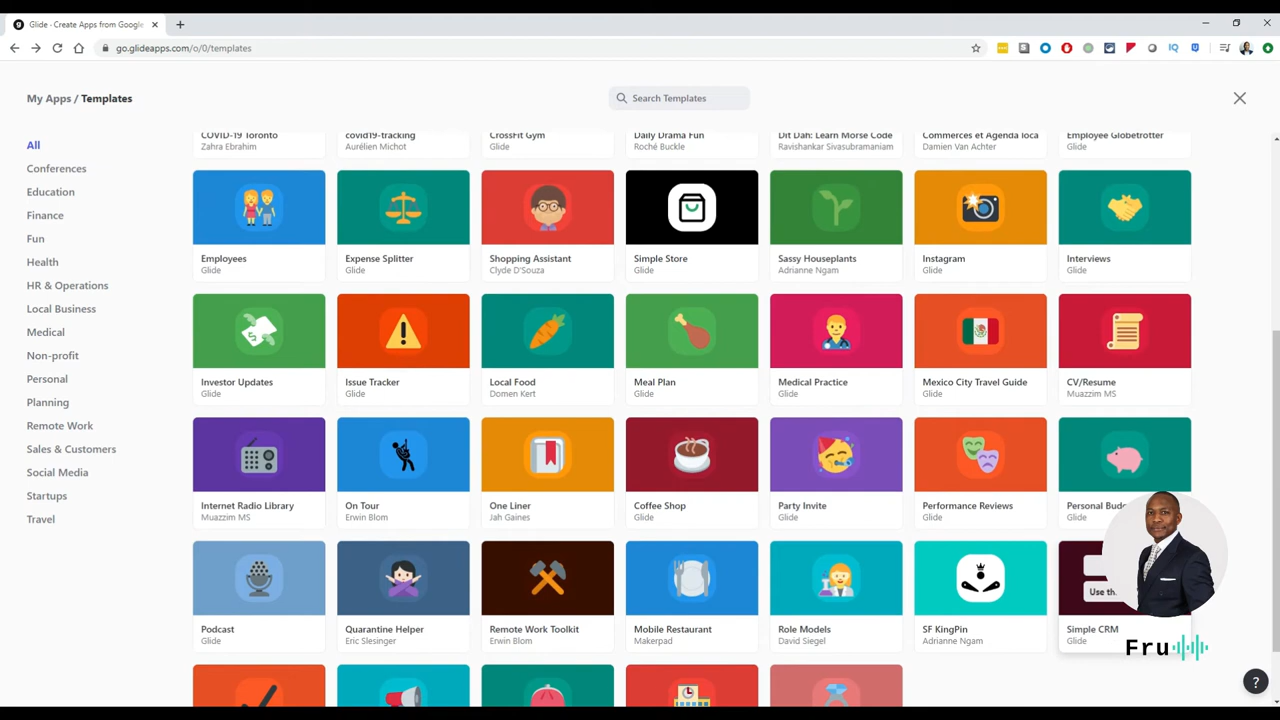 Glide - Create Apps from Google
go.glideapps.com/o/0/templates
My Apps / Templates
Search Templates
All
Conferences
Education
Finance
Fun
Health
HR & Operations
Local Business
Medical
Non-profit
Personal
Planning
Remote Work
Sales & Customers
Social Media
Startups
Travel
COVID-19 Toronto
Zahra Ebrahim
covid19-tracking
Aurélien Michot
CrossFit Gym
Glide
Daily Drama Fun
Roché Buckle
Dit Dah: Learn Morse Code
Ravishankar Sivasubramaniam
Commerces et Agenda loca
Damien Van Achter
Employee Globetrotter
Glide
Employees
Glide
Expense Splitter
Glide
Shopping Assistant
Clyde D'Souza
Simple Store
Glide
Sassy Houseplants
Adrianne Ngam
Instagram
Glide
Interviews
Glide
Investor Updates
Glide
Issue Tracker
Glide
Local Food
Domen Kert
Meal Plan
Glide
Medical Practice
Glide
Mexico City Travel Guide
Glide
CV/Resume
Muazzim MS
Internet Radio Library
Muazzim MS
On Tour
Erwin Blom
One Liner
Jah Gaines
Coffee Shop
Glide
Party Invite
Glide
Performance Reviews
Glide
Personal Bud
Glide
Podcast
Glide
Quarantine Helper
Eric Slesinger
Remote Work Toolkit
Erwin Blom
Mobile Restaurant
Makerpad
Role Models
David Siegel
SF KingPin
Adrianne Ngam
Use th
Simple CRM
Glide
Fru
?